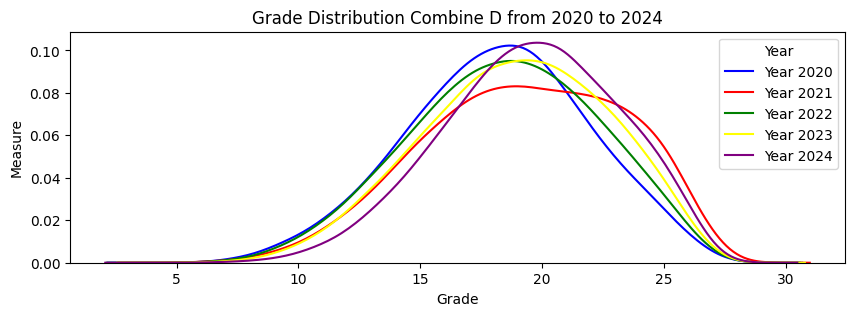 Grade Distribution Combine D from 2020 to 2024
Measure
0.10
0.08
0.06
0.04
0.02
0.00
5
10
15
20
25
30
Grade
Year
Year 2020
Year 2021
Year 2022
Year 2023
Year 2024